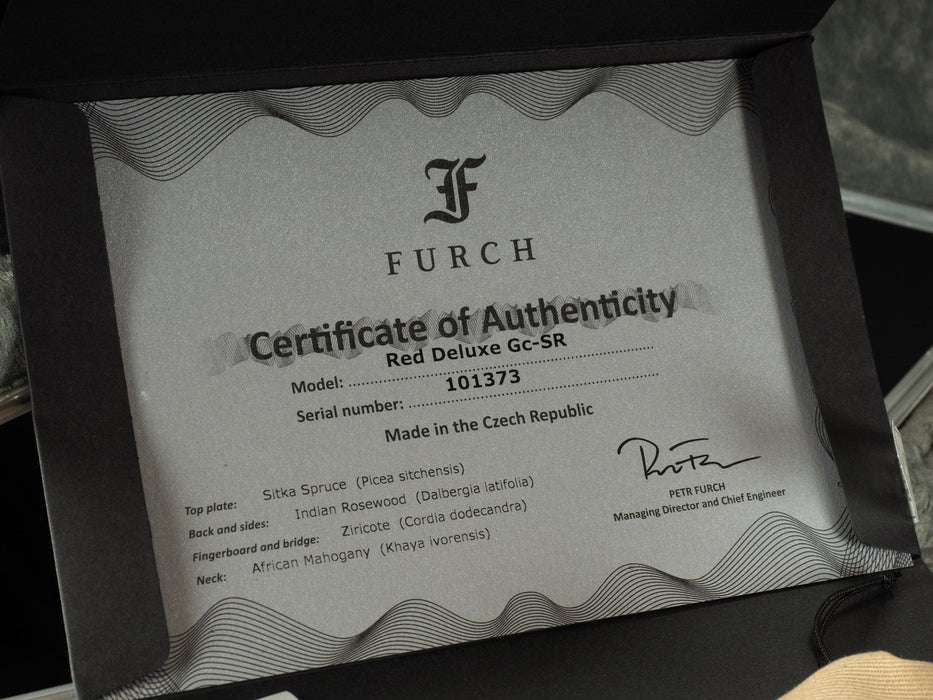 F
FURCH
Certificate of Authenticity
Model: Red Deluxe Gc-SR
Serial number: 101373
Made in the Czech Republic
Top plate: Sitka Spruce (Picea sitchensis)
Back and sides: Indian Rosewood (Dalbergia latifolia)
Fingerboard and bridge: Ziricote (Cordia dodecandra)
Neck: African Mahogany (Khaya ivorensis)
PETR FURCH
Managing Director and Chief Engineer